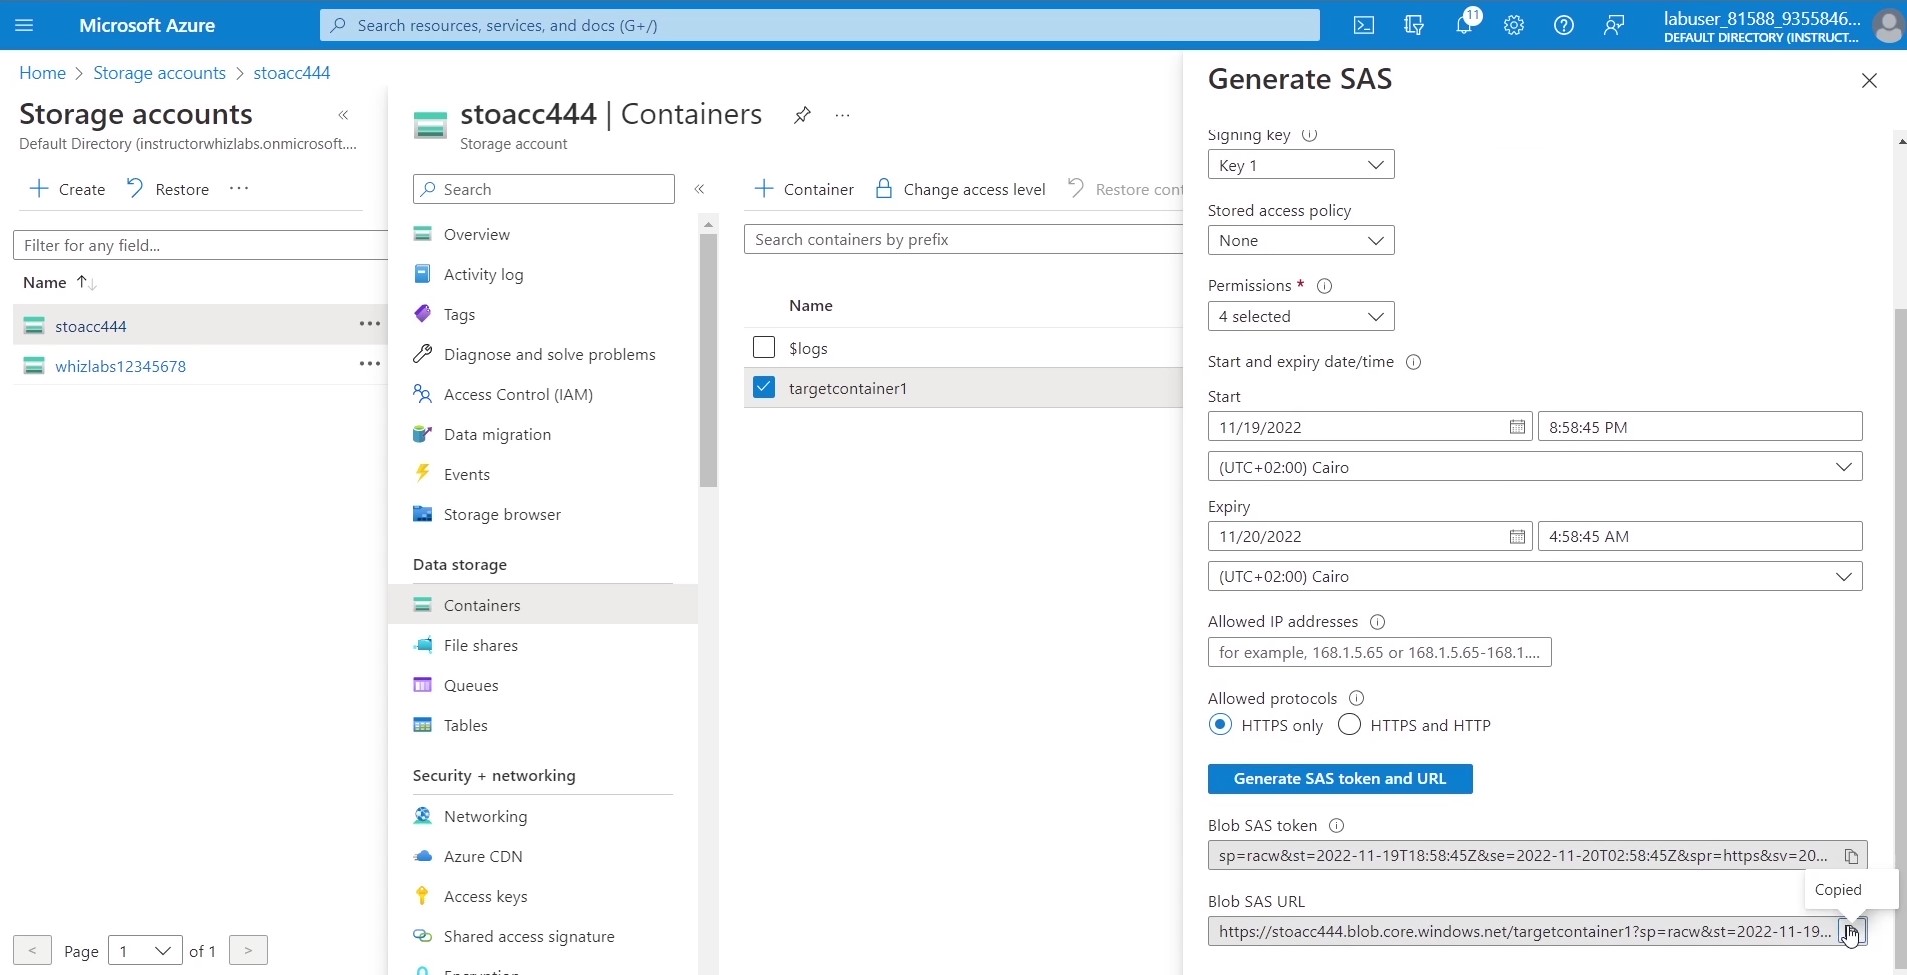 Microsoft Azure
Search resources, services, and docs (G+/)
11
labuser_81588_9355846...
DEFAULT DIRECTORY (INSTRUCT...
Home > Storage accounts > stoacc444
Storage accounts
«
Default Directory (instructorwhizlabs.onmicrosoft....
+ Create
Restore
...
Filter for any field...
Name ↑↓
stoacc444
...
whizlabs12345678
...
< Page 1 of 1 >
stoacc444 | Containers
...
Storage account
Search
«
Overview
Activity log
Tags
Diagnose and solve problems
Access Control (IAM)
Data migration
Events
Storage browser
Data storage
Containers
File shares
Queues
Tables
Security + networking
Networking
Azure CDN
Access keys
Shared access signature
Encryption
+ Container
Change access level
Restore cont
Search containers by prefix
Name
$logs
targetcontainer1
Generate SAS
Signing key
Key 1
Stored access policy
None
Permissions *
4 selected
Start and expiry date/time
Start
11/19/2022
8:58:45 PM
(UTC+02:00) Cairo
Expiry
11/20/2022
4:58:45 AM
(UTC+02:00) Cairo
Allowed IP addresses
for example, 168.1.5.65 or 168.1.5.65-168.1....
Allowed protocols
HTTPS only
HTTPS and HTTP
Generate SAS token and URL
Blob SAS token
sp=racw&st=2022-11-19T18:58:45Z&se=2022-11-20T02:58:45Z&spr=https&sv=20...
Copied
Blob SAS URL
https://stoacc444.blob.core.windows.net/targetcontainer1?sp=racw&st=2022-11-19...